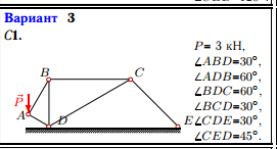 Вариант 3
С1.
P= 3 кН,
∠ABD=30°,
∠ADB=60°,
∠BDC=60°,
∠BCD=30°,
∠CDE=30°,
∠CED=45°.
B
C
P
A
D
E